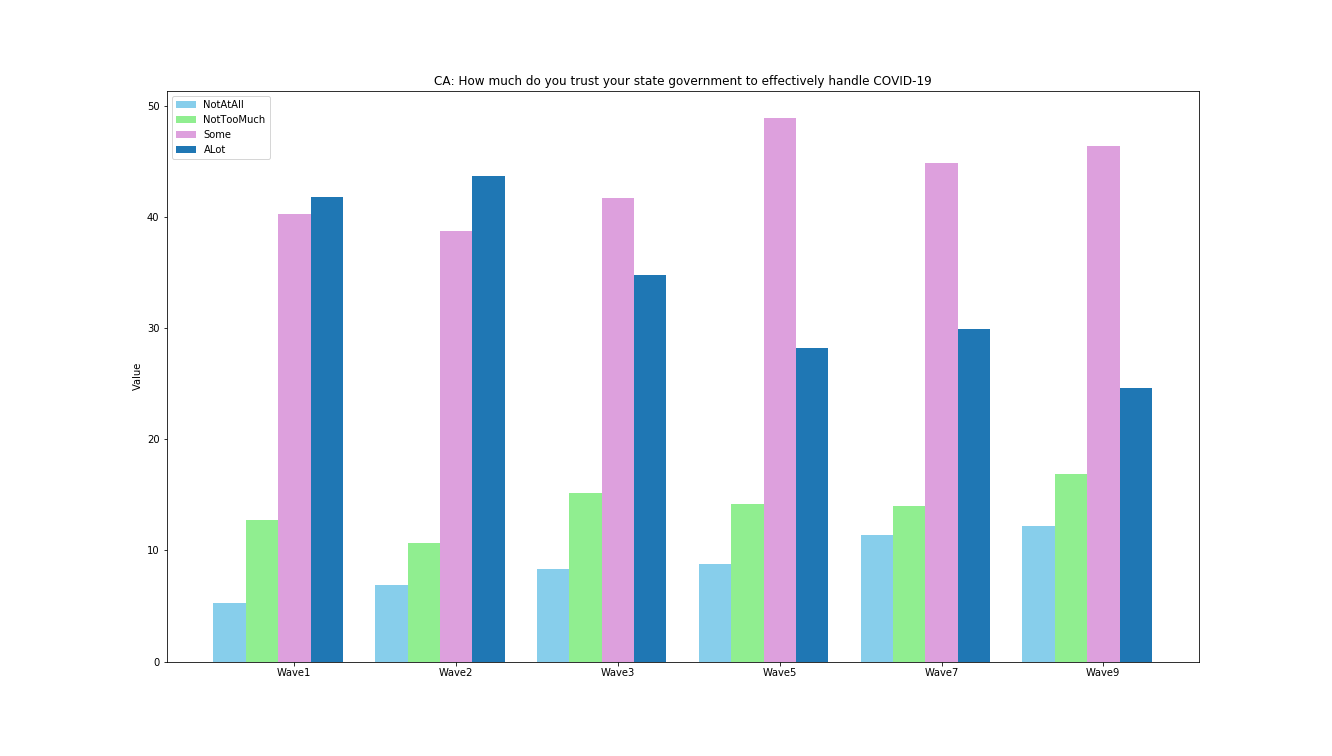 CA: How much do you trust your state government to effectively handle COVID-19
NotAtAll
NotTooMuch
Some
ALot
50
40
30
20
10
0
Value
Wave1 Wave2 Wave3 Wave5 Wave7 Wave9